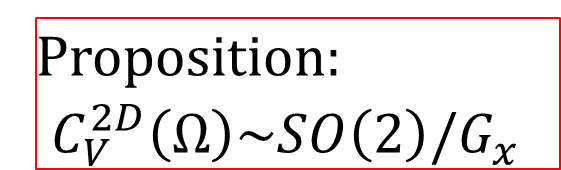 Proposition:
𝐶_𝑉^{2𝐷}(Ω)~𝑆𝑂(2)/𝐺_𝑥